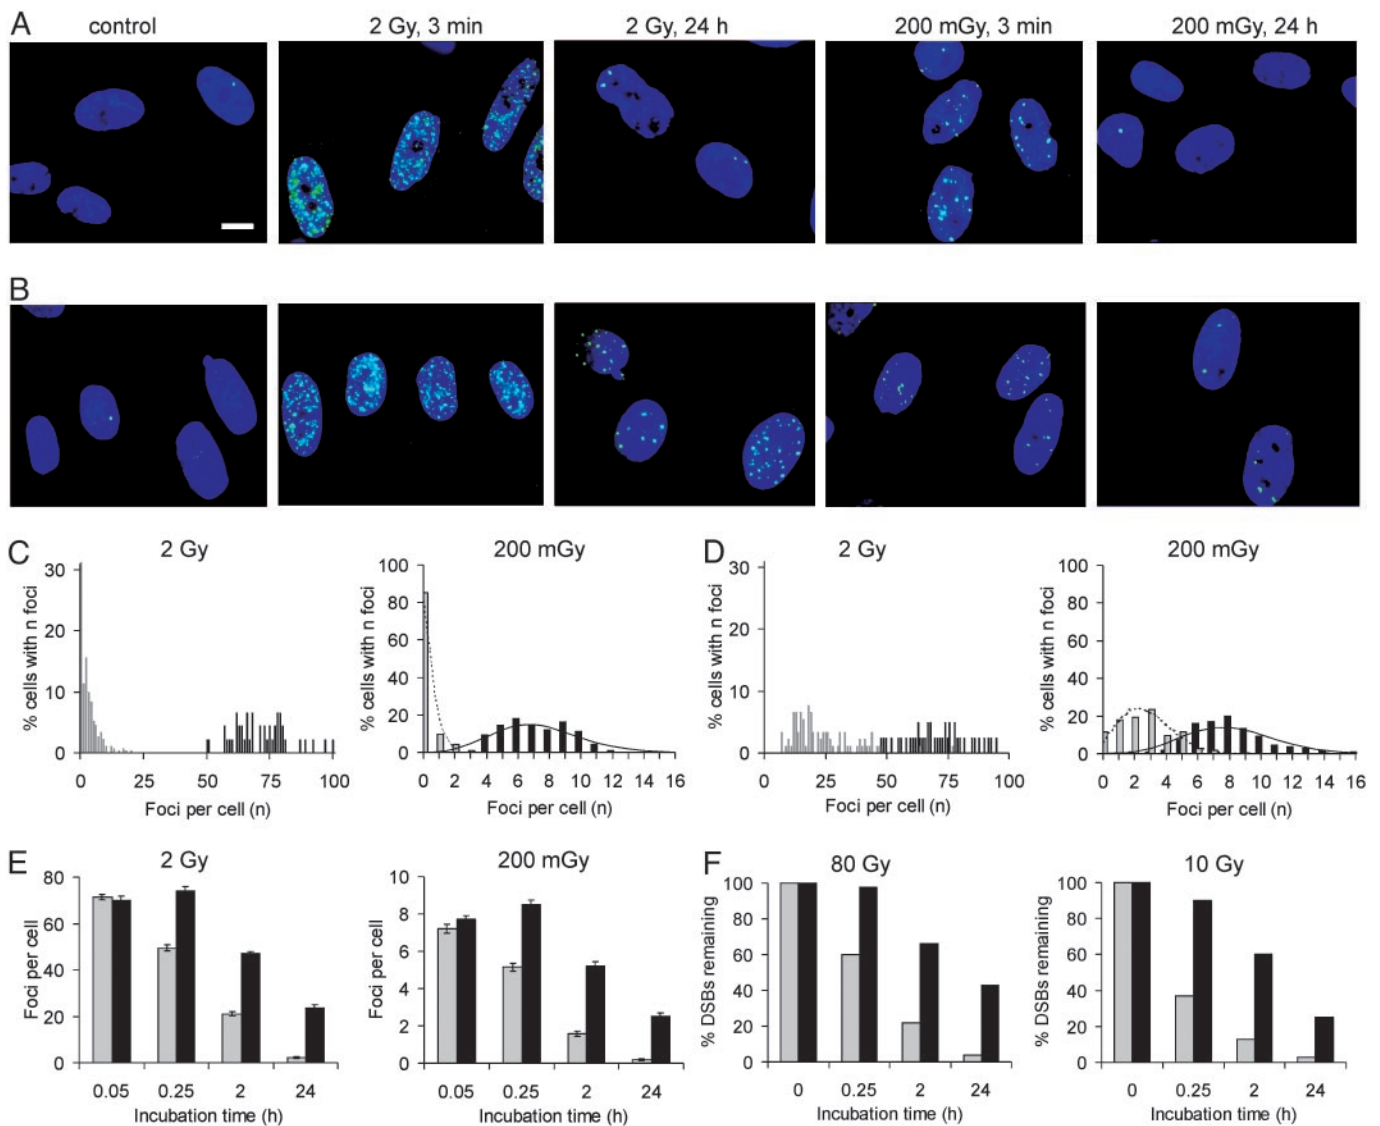 A
control
2 Gy, 3 min
2 Gy, 24 h
200 mGy, 3 min
200 mGy, 24 h
B
C
2 Gy
% cells with n foci
30
20
10
0
0 25 50 75 100
Foci per cell (n)
200 mGy
% cells with n foci
100
80
60
40
20
0
0 2 4 6 8 10 12 14 16
Foci per cell (n)
D
2 Gy
% cells with n foci
30
20
10
0
0 25 50 75 100
Foci per cell (n)
200 mGy
% cells with n foci
100
80
60
40
20
0
0 2 4 6 8 10 12 14 16
Foci per cell (n)
E
2 Gy
Foci per cell
80
60
40
20
0
0.05 0.25 2 24
Incubation time (h)
200 mGy
Foci per cell
10
8
6
4
2
0
0.05 0.25 2 24
Incubation time (h)
F
80 Gy
% DSBs remaining
100
80
60
40
20
0
0 0.25 2 24
Incubation time (h)
10 Gy
% DSBs remaining
100
80
60
40
20
0
0 0.25 2 24
Incubation time (h)